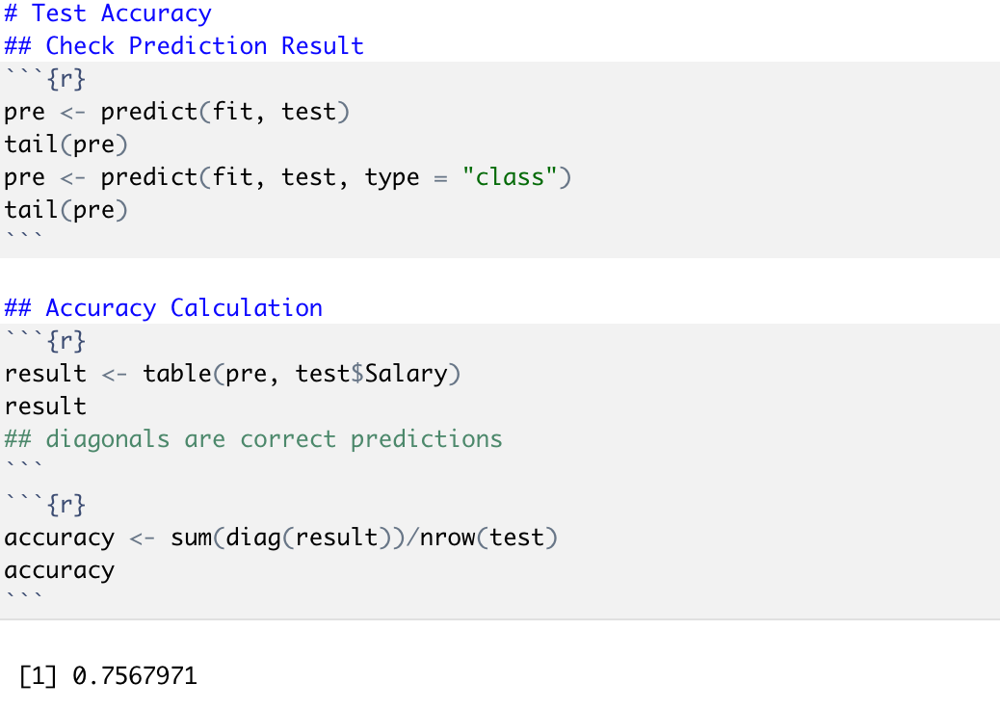 # Test Accuracy
## Check Prediction Result
```{r}
pre <- predict(fit, test)
tail(pre)
pre <- predict(fit, test, type = "class")
tail(pre)
```
## Accuracy Calculation
```{r}
result <- table(pre, test$Salary)
result
## diagonals are correct predictions
```
```{r}
accuracy <- sum(diag(result))/nrow(test)
accuracy
```
[1] 0.7567971